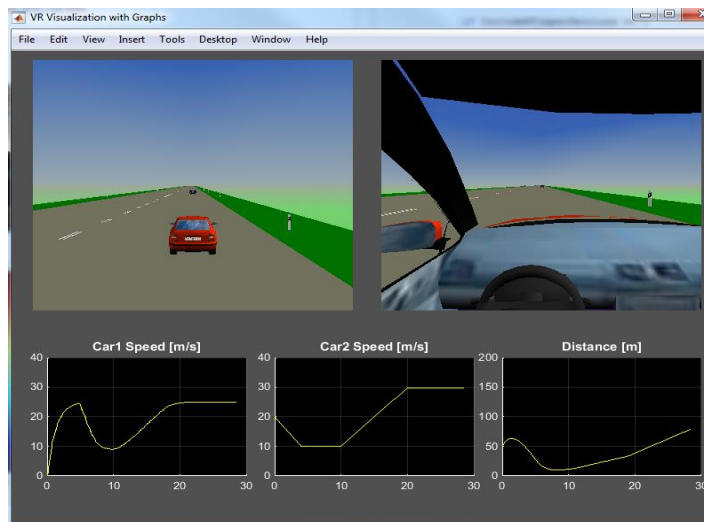 VR Visualization with Graphs
File Edit View Insert Tools Desktop Window Help
Car1 Speed [m/s]
40
30
20
10
0
0 10 20 30
Car2 Speed [m/s]
40
30
20
10
0
0 10 20 30
Distance [m]
200
150
100
50
0
0 10 20 30